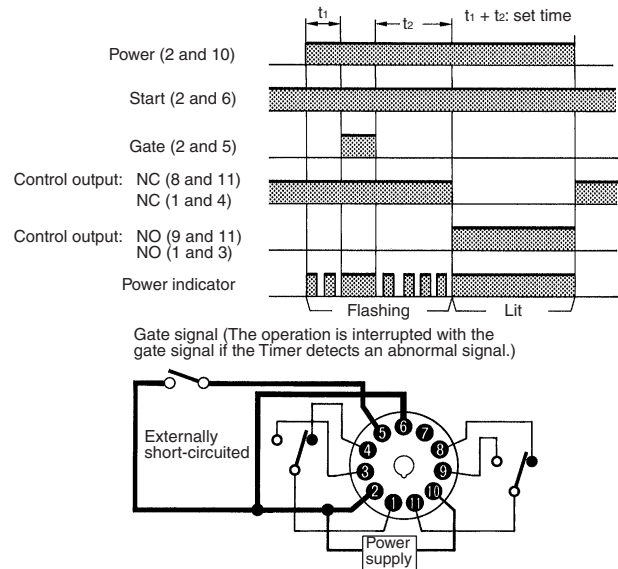 t1
t2
t1 + t2: set time
Power (2 and 10)
Start (2 and 6)
Gate (2 and 5)
Control output: NC (8 and 11)
NC (1 and 4)
Control output: NO (9 and 11)
NO (1 and 3)
Power indicator
Flashing
Lit
Gate signal (The operation is interrupted with the
gate signal if the Timer detects an abnormal signal.)
Externally
short-circuited
5 6 7
4 8
3 9
2 10
1 11
Power
supply